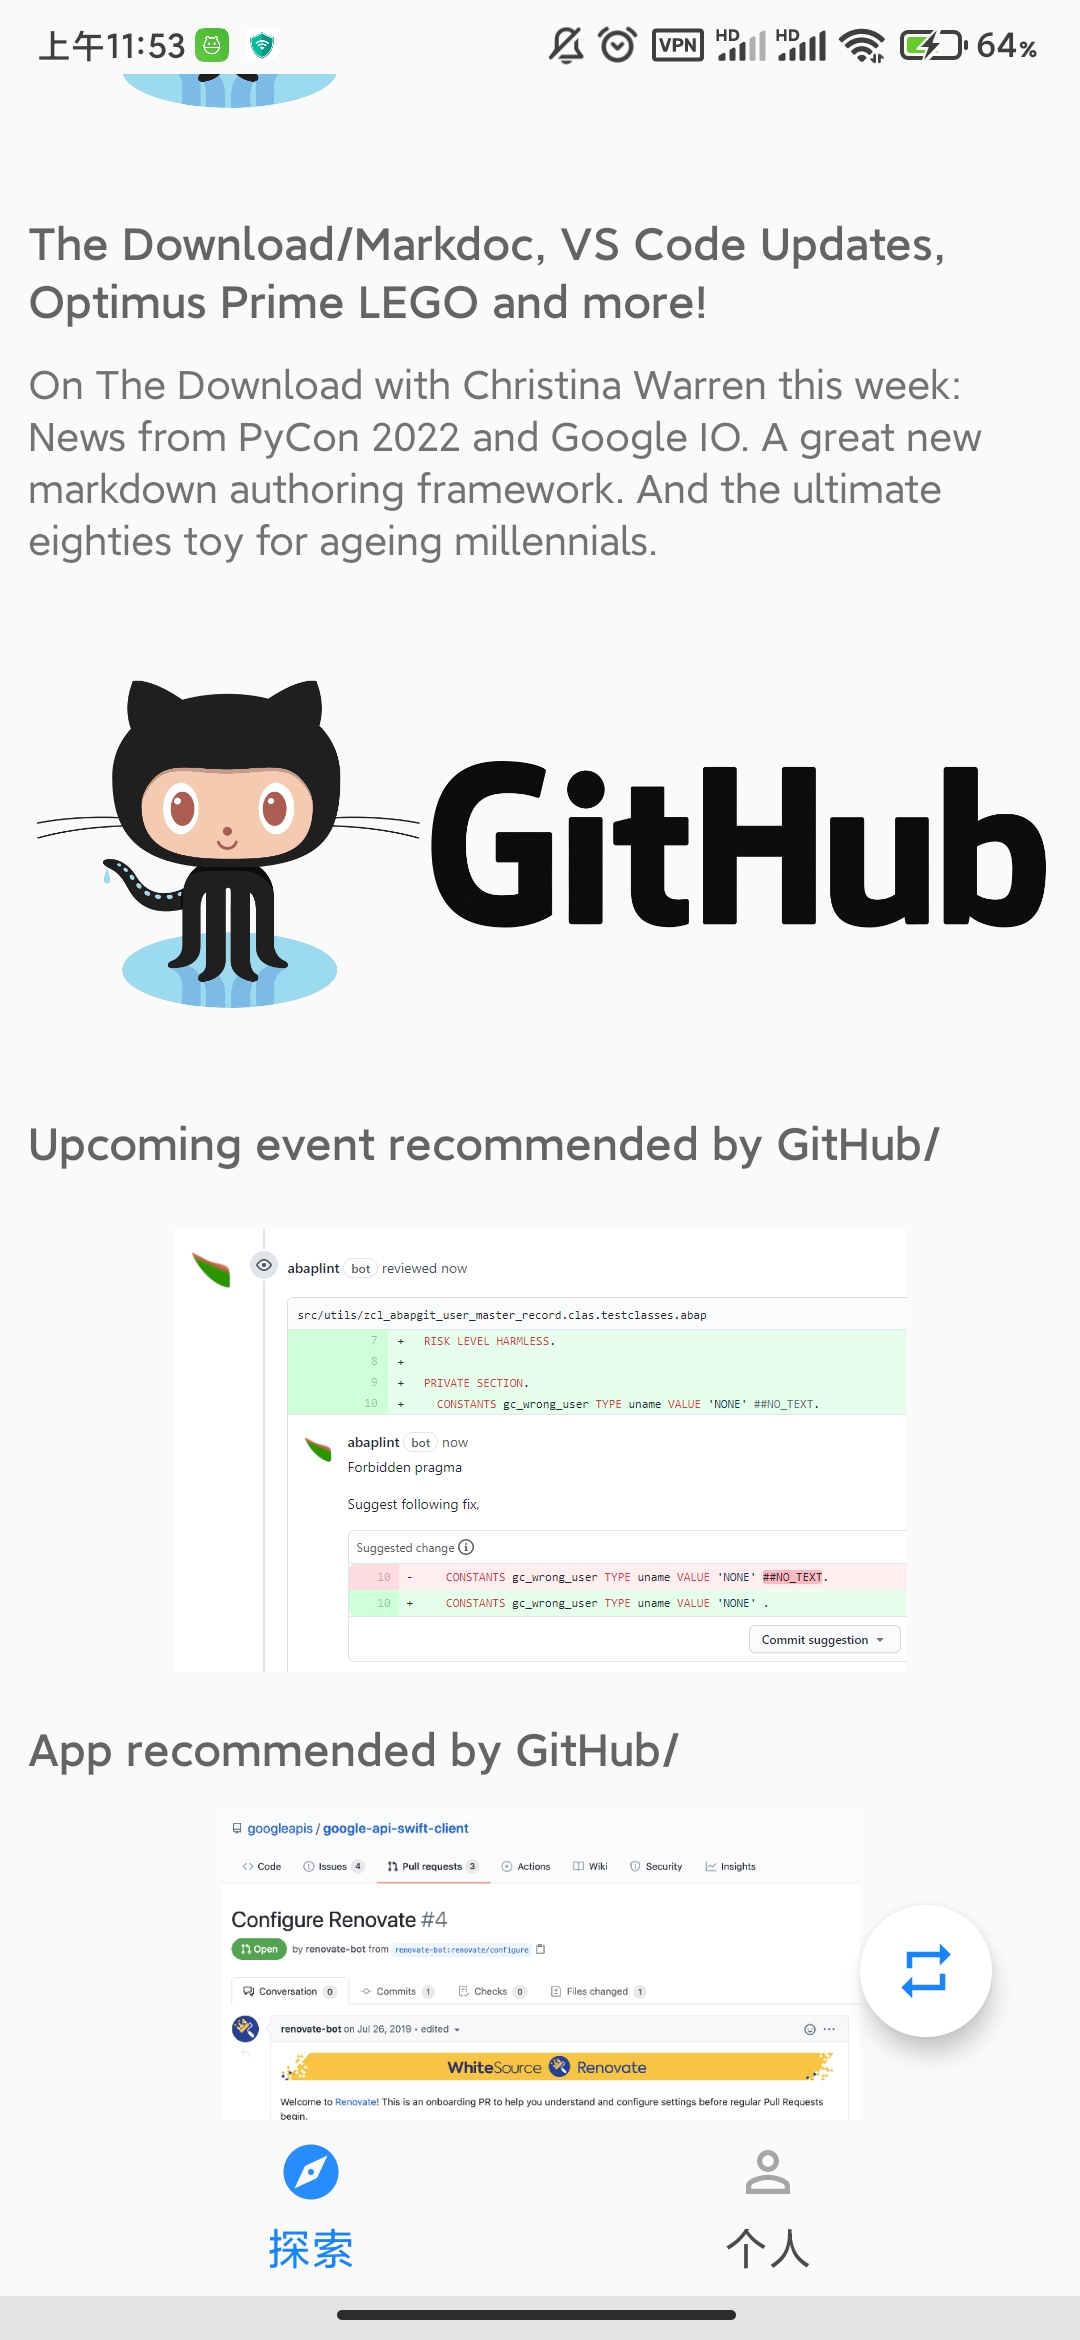 上午11:53
VPN HD HD 64%
The Download/Markdoc, VS Code Updates,
Optimus Prime LEGO and more!
On The Download with Christina Warren this week:
News from PyCon 2022 and Google IO. A great new
markdown authoring framework. And the ultimate
eighties toy for ageing millennials.
GitHub
Upcoming event recommended by GitHub/
abaplint bot reviewed now
src/utils/zcl_abapgit_user_master_record.clas.testclasses.abap
7 + RISK LEVEL HARMLESS.
8 +
9 + PRIVATE SECTION.
10 + CONSTANTS gc_wrong_user TYPE uname VALUE 'NONE' ##NO_TEXT.
abaplint bot now
Forbidden pragma
Suggest following fix,
Suggested change
10 - CONSTANTS gc_wrong_user TYPE uname VALUE 'NONE' ##NO_TEXT.
10 + CONSTANTS gc_wrong_user TYPE uname VALUE 'NONE' .
Commit suggestion
App recommended by GitHub/
googleapis / google-api-swift-client
Code Issues 4 Pull requests 3 Actions Wiki Security Insights
Configure Renovate #4
Open by renovate-bot from renovate-bot:renovate/configure
Conversation 0 Commits 1 Checks 0 Files changed 1
renovate-bot on Jul 26, 2019 • edited
WhiteSource Renovate
Welcome to Renovate! This is an onboarding PR to help you understand and configure settings before regular Pull Requests
begin.
探索 个人